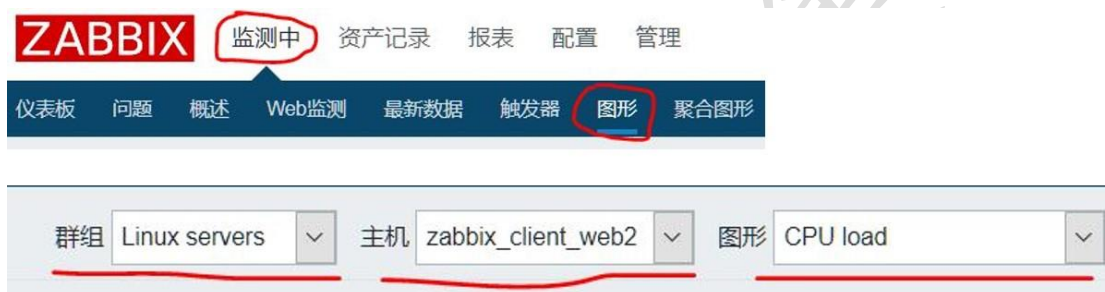 ZABBIX 监测中 资产记录 报表 配置 管理
仪表板 问题 概述 Web监测 最新数据 触发器 图形 聚合图形
群组 Linux servers 主机 zabbix_client_web2 图形 CPU load